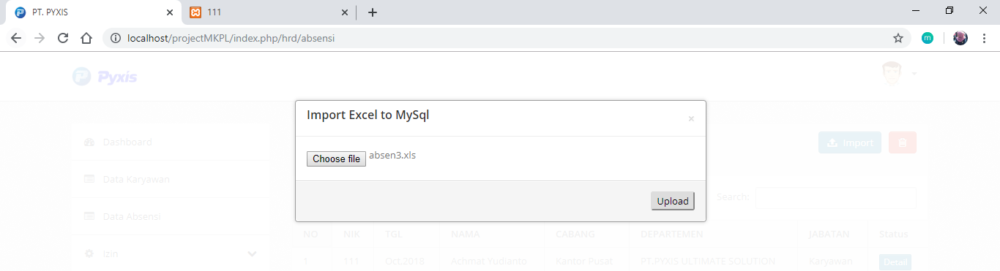 PT. PYXIS
111
localhost/projectMKPL/index.php/hrd/absensi
m
Pyxis
Import Excel to MySql
×
Dashboard
Import
Choose file absen3.xls
Data Karyawan
Upload
Search:
Data Absensi
NO NIK TGL NAMA CABANG DEPARTEMEN JABATAN Status
Izin
1 111 Oct,2018 Achmat Yudianto Kantor Pusat PT.PYXIS ULTIMATE SOLUTION Karyawan Detail